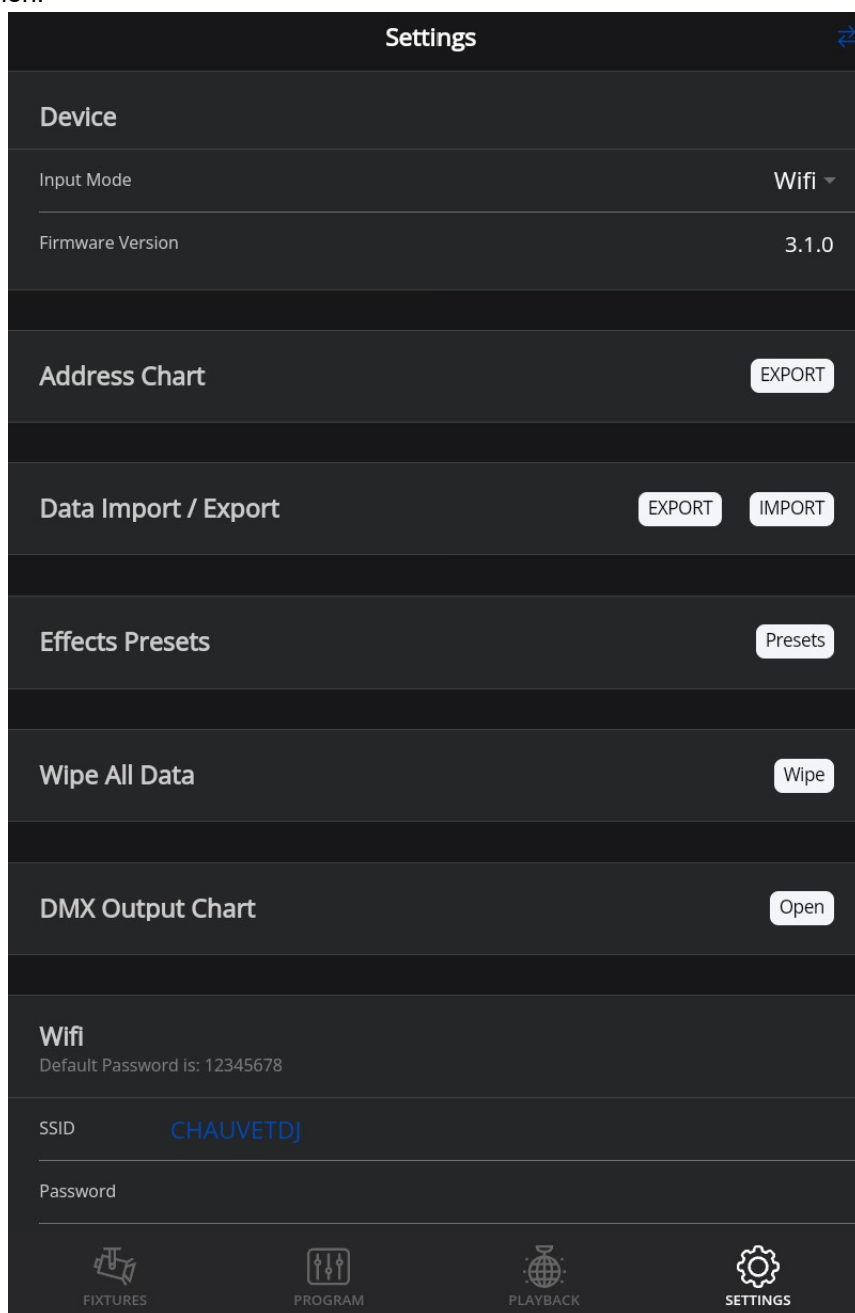 Settings
Device
Input Mode Wifi
Firmware Version 3.1.0
Address Chart EXPORT
Data Import / Export EXPORT IMPORT
Effects Presets Presets
Wipe All Data Wipe
DMX Output Chart Open
Wifi
Default Password is: 12345678
SSID CHAUVETDJ
Password
FIXTURES PROGRAM PLAYBACK SETTINGS